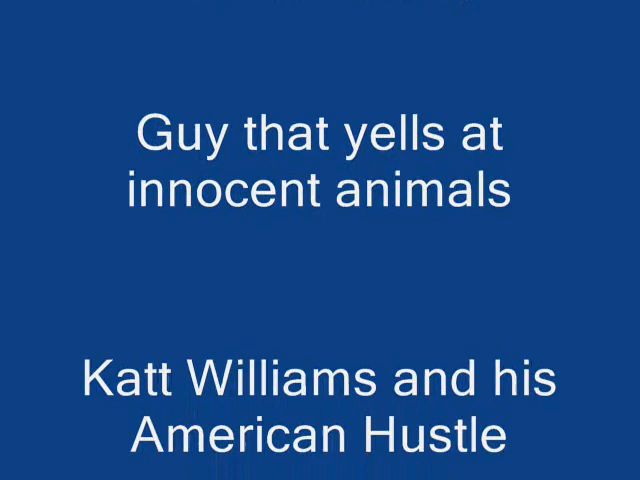 Guy that yells at
innocent animals
Katt Williams and his
American Hustle